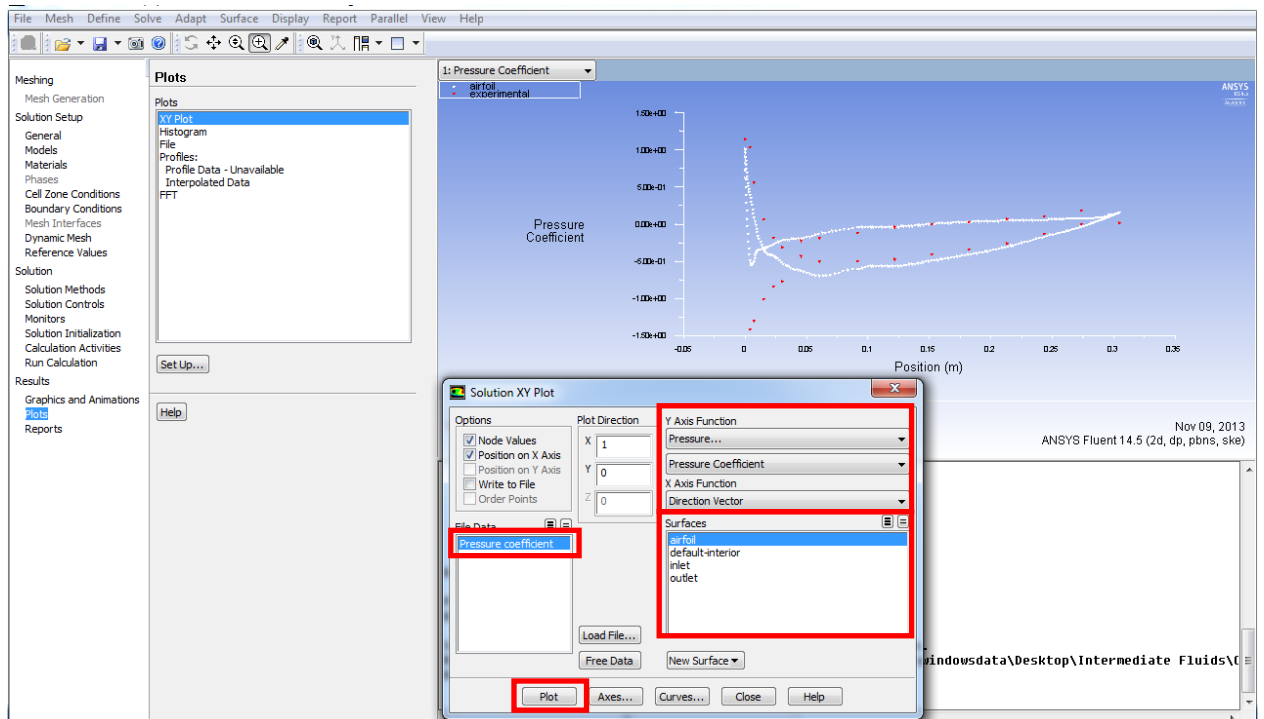 File Mesh Define Solve Adapt Surface Display Report Parallel View Help
Meshing
Mesh Generation
Solution Setup
General
Models
Materials
Phases
Cell Zone Conditions
Boundary Conditions
Mesh Interfaces
Dynamic Mesh
Reference Values
Solution
Solution Methods
Solution Controls
Monitors
Solution Initialization
Calculation Activities
Run Calculation
Results
Graphics and Animations
Plots
Reports
Plots
Plots
XY Plot
Histogram
File
Profiles:
Profile Data - Unavailable
Interpolated Data
FFT
Set Up...
Help
1: Pressure Coefficient
airfoil
experimental
ANSYS
1.50e+00
1.00e+00
5.00e-01
0.00e+00
-5.00e-01
-1.00e+00
-1.50e+00
Pressure
Coefficient
-0.05 0 0.05 0.1 0.15 0.2 0.25 0.3 0.35
Position (m)
Nov 09, 2013
ANSYS Fluent 14.5 (2d, dp, pbns, ske)
Solution XY Plot
Options
Node Values
Position on X Axis
Position on Y Axis
Write to File
Order Points
Plot Direction
X 1
Y 0
Z 0
Y Axis Function
Pressure...
Pressure Coefficient
X Axis Function
Direction Vector
File Data
Pressure coefficient
Surfaces
airfoil
default-interior
inlet
outlet
Load File...
Free Data
New Surface
Plot Axes... Curves... Close Help
windowsdata\Desktop\Intermediate Fluids\